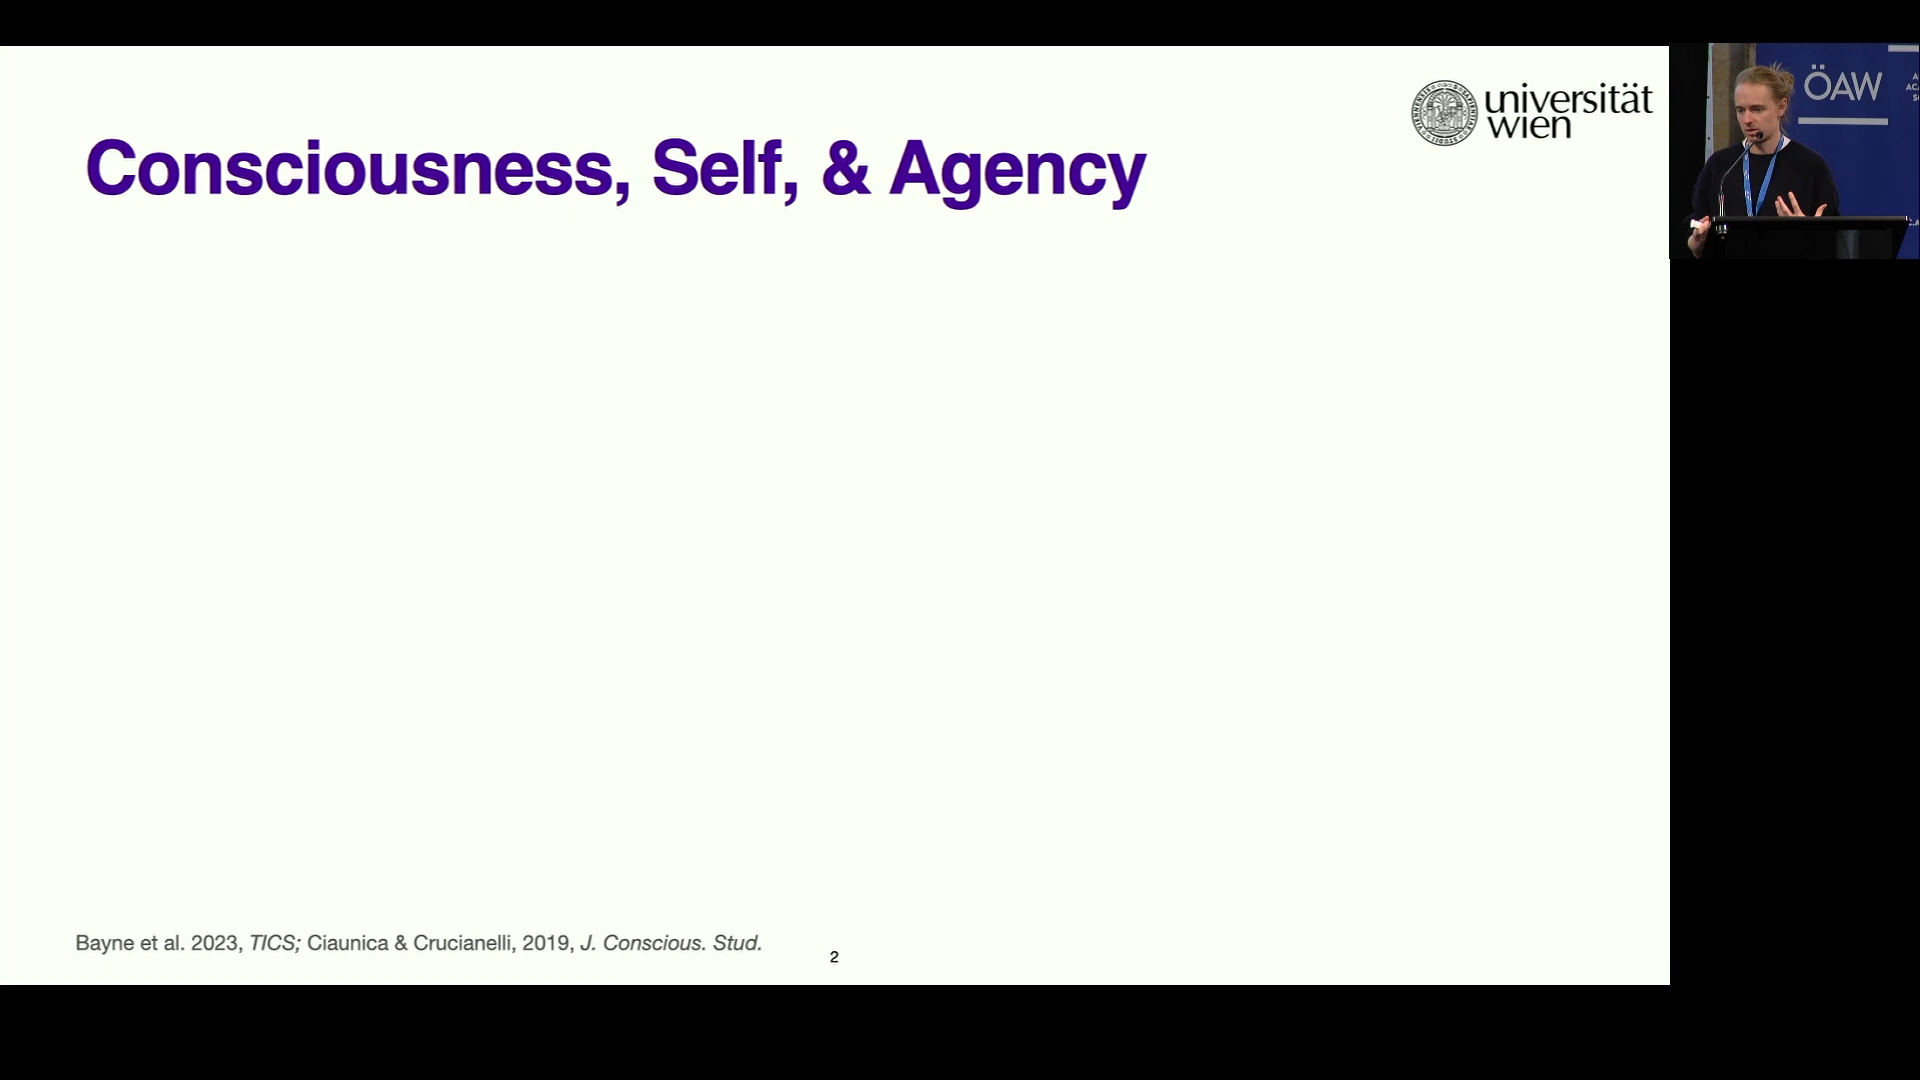 Consciousness, Self, & Agency
universität
wien
ÖAW
Bayne et al. 2023, TICS; Ciaunica & Crucianelli, 2019, J. Conscious. Stud.
2